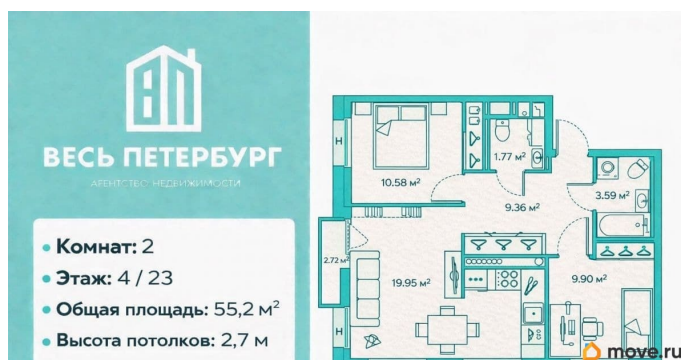 ВП
ВЕСЬ ПЕТЕРБУРГ
АГЕНТСТВО НЕДВИЖИМОСТИ
• Комнат: 2
• Этаж: 4 / 23
• Общая площадь: 55,2 м²
• Высота потолков: 2,7 м
Н
10.58 м²
1.77 м²
9.36 м²
3.59 м²
2.72 м²
19.95 м²
9.90 м²
Н
move.ru